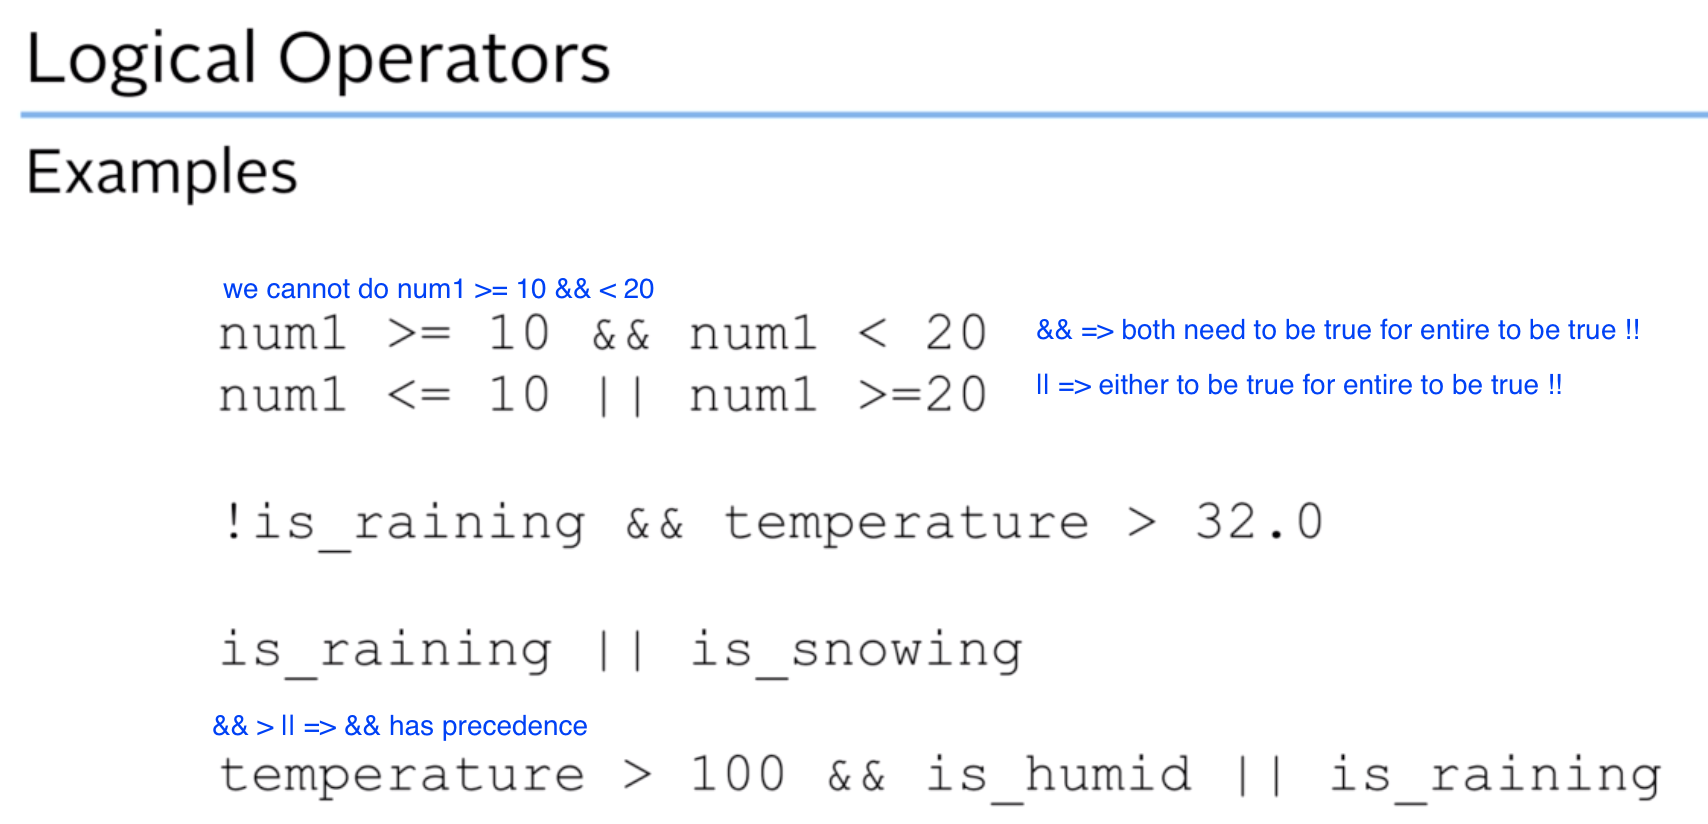 Logical Operators
Examples
we cannot do num1 >= 10 && < 20
num1 >= 10 && num1 < 20 && => both need to be true for entire to be true !!
num1 <= 10 || num1 >=20 || => either to be true for entire to be true !!
!is_raining && temperature > 32.0
is_raining || is_snowing
&& > || => && has precedence
temperature > 100 && is_humid || is_raining